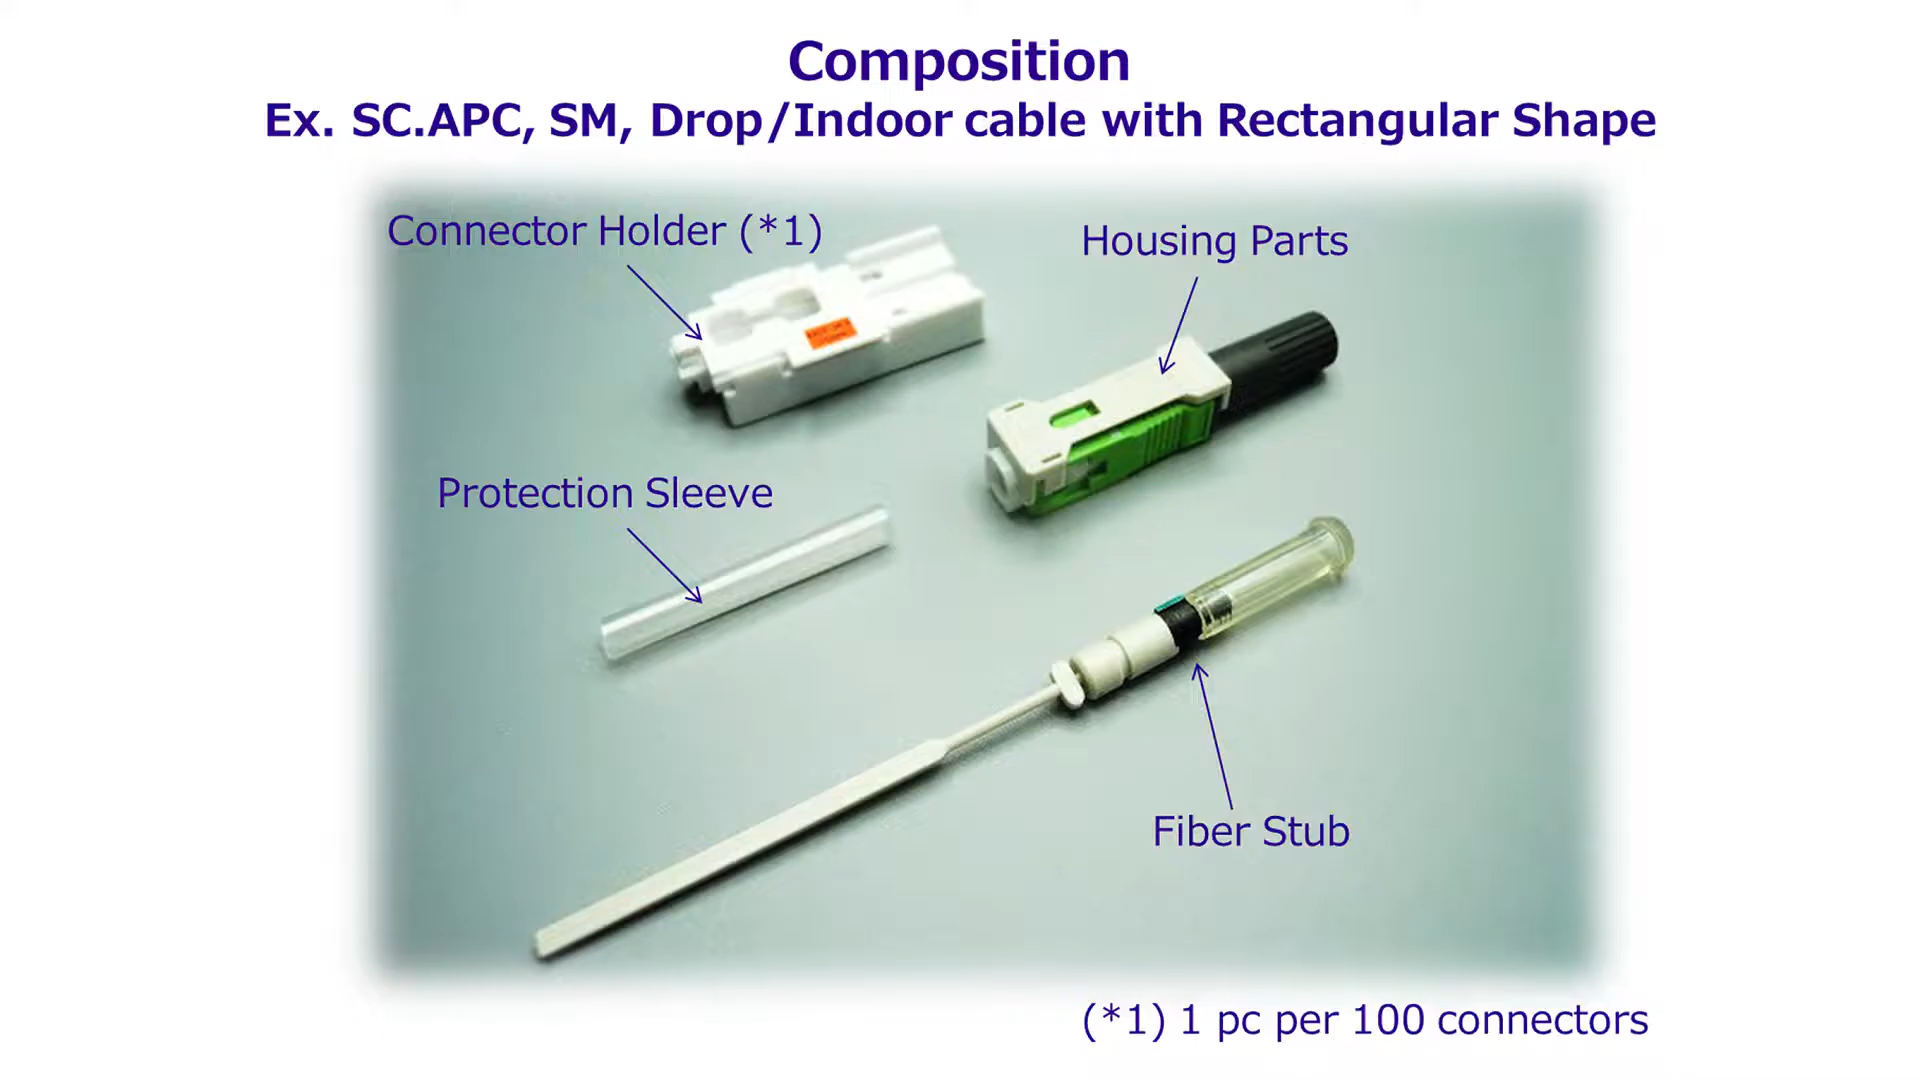 Composition
Ex. SC.APC, SM, Drop/Indoor cable with Rectangular Shape
Connector Holder (*1)
Housing Parts
Protection Sleeve
Fiber Stub
(*1) 1 pc per 100 connectors